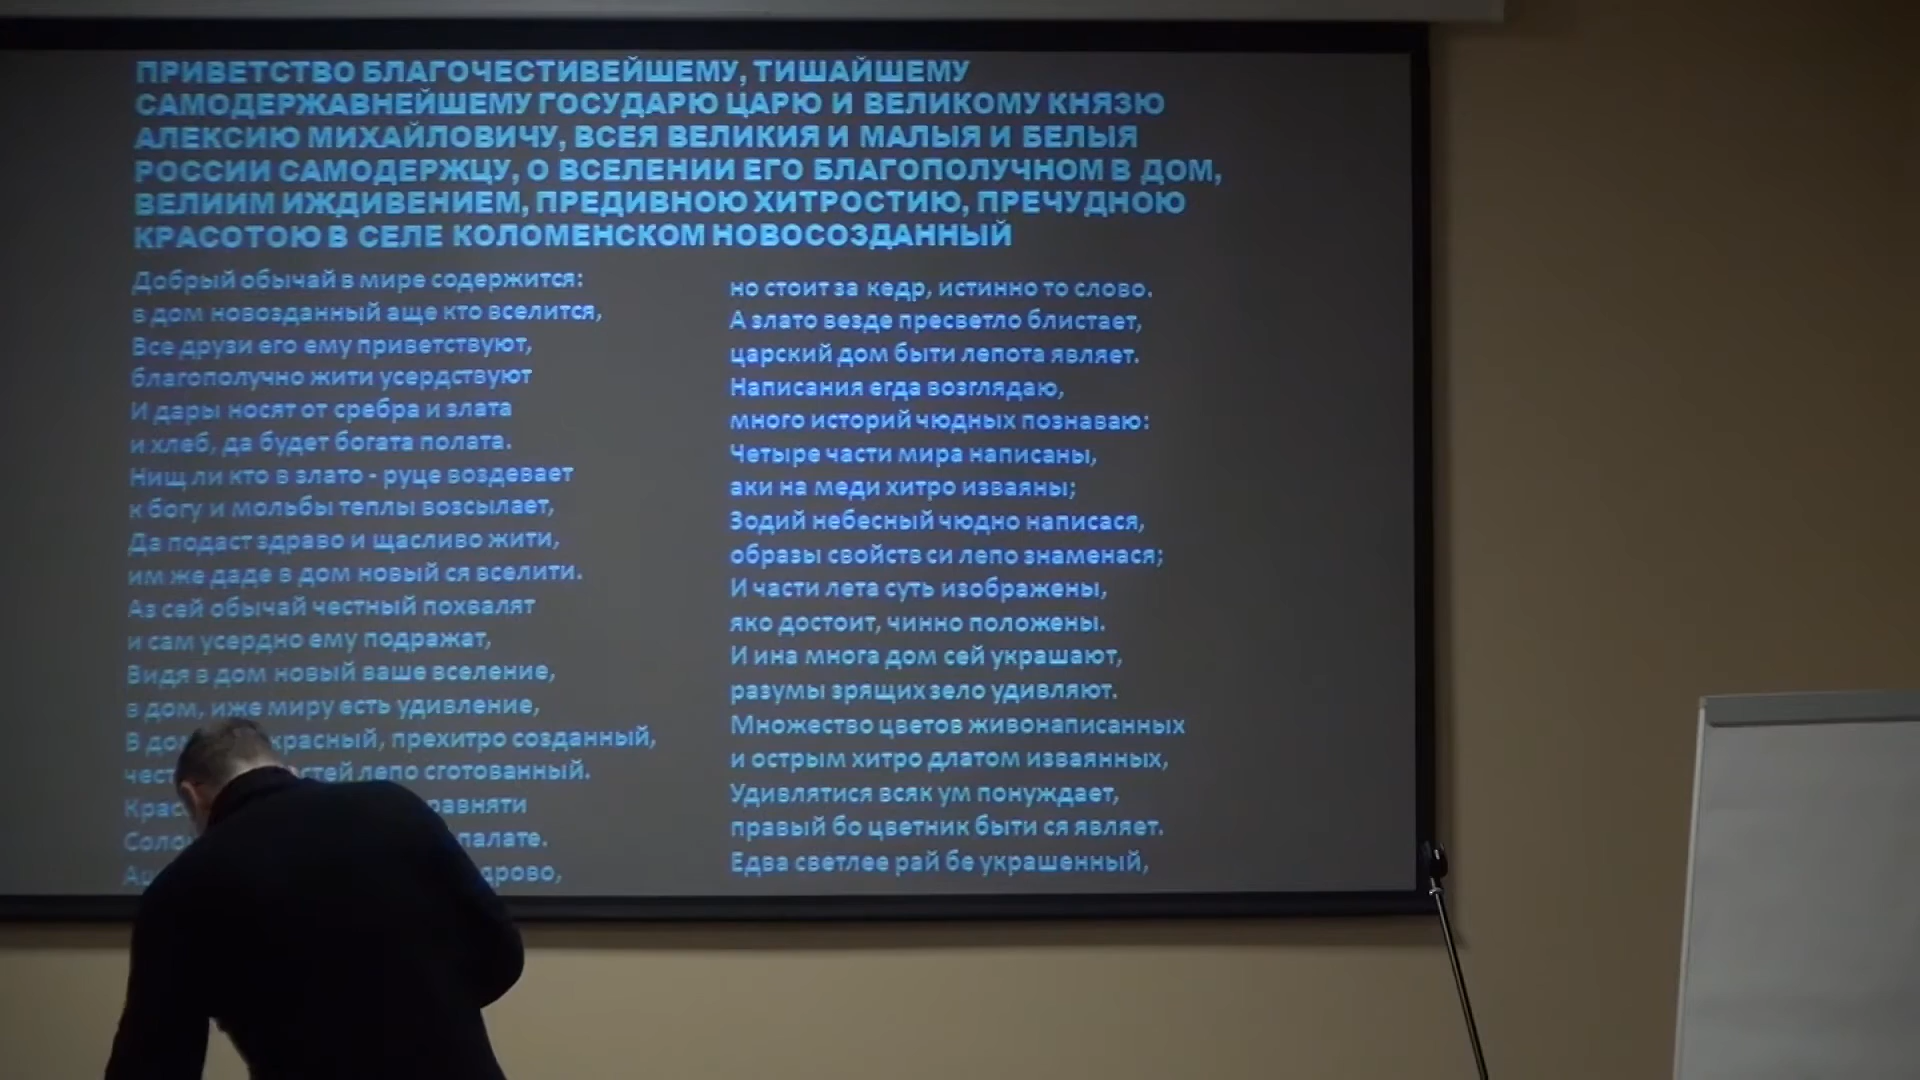 ПРИВЕТСТВО БЛАГОЧЕСТИВЕЙШЕМУ, ТИШАЙШЕМУ
САМОДЕРЖАВНЕЙШЕМУ ГОСУДАРЮ ЦАРЮ И ВЕЛИКОМУ КНЯЗЮ
АЛЕКСИЮ МИХАЙЛОВИЧУ, ВСЕЯ ВЕЛИКИЯ И МАЛЫЯ И БЕЛЫЯ
РОССИИ САМОДЕРЖЦУ, О ВСЕЛЕНИИ ЕГО БЛАГОПОЛУЧНОМ В ДОМ,
ВЕЛИИМ ИЖДИВЕНИЕМ, ПРЕДИВНОЮ ХИТРОСТИЮ, ПРЕЧУДНОЮ
КРАСОТОЮ В СЕЛЕ КОЛОМЕНСКОМ НОВОСОЗДАННЫЙ
Добрый обычай в мире содержится:
в дом новозданный аще кто вселится,
Все друзи его ему приветствуют,
благополучно жити усердствуют
И дары носят от сребра и злата
и хлеб, да будет богата полата.
Нищ ли кто в злато - руце воздевает
к богу и мольбы теплы возсылает,
Да подаст здраво и щасливо жити,
им же даде в дом новый ся вселити.
Аз сей обычай честный похвалят
и сам усердно ему подражат,
Видя в дом новый ваше вселение,
в дом, иже миру есть удивление,
В красный, прехитро созданный,
лепо сготованный.
палате.
но стоит за кедр, истинно то слово.
А злато везде пресветло блистает,
царский дом быти лепота являет.
Написания егда возглядаю,
много историй чюдных познаваю:
Четыре части мира написаны,
аки на меди хитро изваяны;
Зодий небесный чюдно написася,
образы свойств си лепо знаменася;
И части лета суть изображены,
яко достоит, чинно положены.
И ина многа дом сей украшают,
разумы зрящих зело удивляют.
Множество цветов живонаписанных
и острым хитро длатом изваянных,
Удивлятися всяк ум понуждает,
правый бо цветник быти ся являет.
Едва светлее рай бе украшенный,